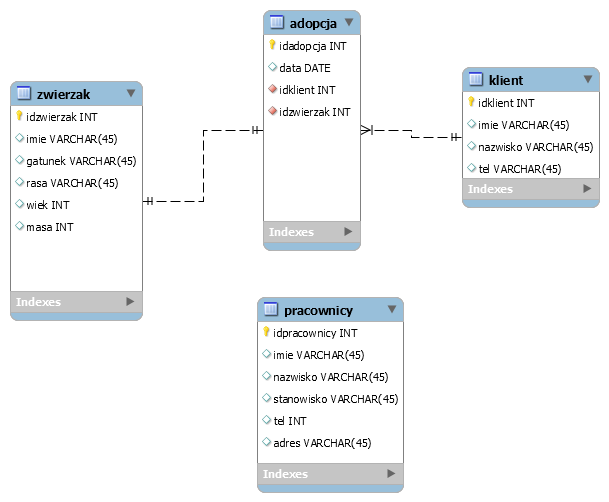 zwierzak
idzwierzak INT
imie VARCHAR(45)
gatunek VARCHAR(45)
rasa VARCHAR(45)
wiek INT
masa INT
Indexes
adopcja
idadopcja INT
data DATE
idklient INT
idzwierzak INT
Indexes
klient
idklient INT
imie VARCHAR(45)
nazwisko VARCHAR(45)
tel VARCHAR(45)
Indexes
pracownicy
idpracownicy INT
imie VARCHAR(45)
nazwisko VARCHAR(45)
stanowisko VARCHAR(45)
tel INT
adres VARCHAR(45)
Indexes